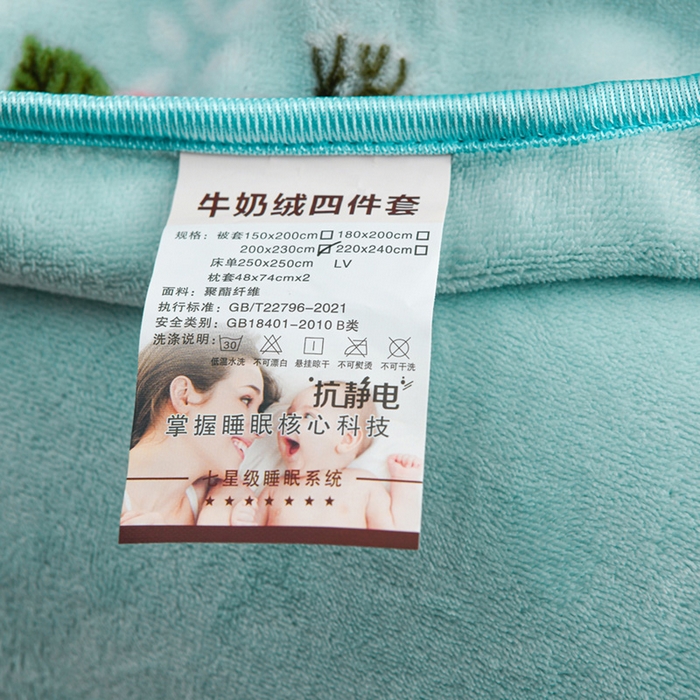 牛奶绒四件套
规格：被套150x200cm□ 180x200cm□
200x230cm☑ 220x240cm□
床单250x250cm LV
枕套48x74cmx2
面料：聚酯纤维
执行标准：GB/T22796-2021
安全类别：GB18401-2010 B类
洗涤说明：30
低温水洗 不可漂白 悬挂晾干 不可熨烫 不可干洗
抗静电
掌握睡眠核心科技
七星级睡眠系统
★★★★★★★